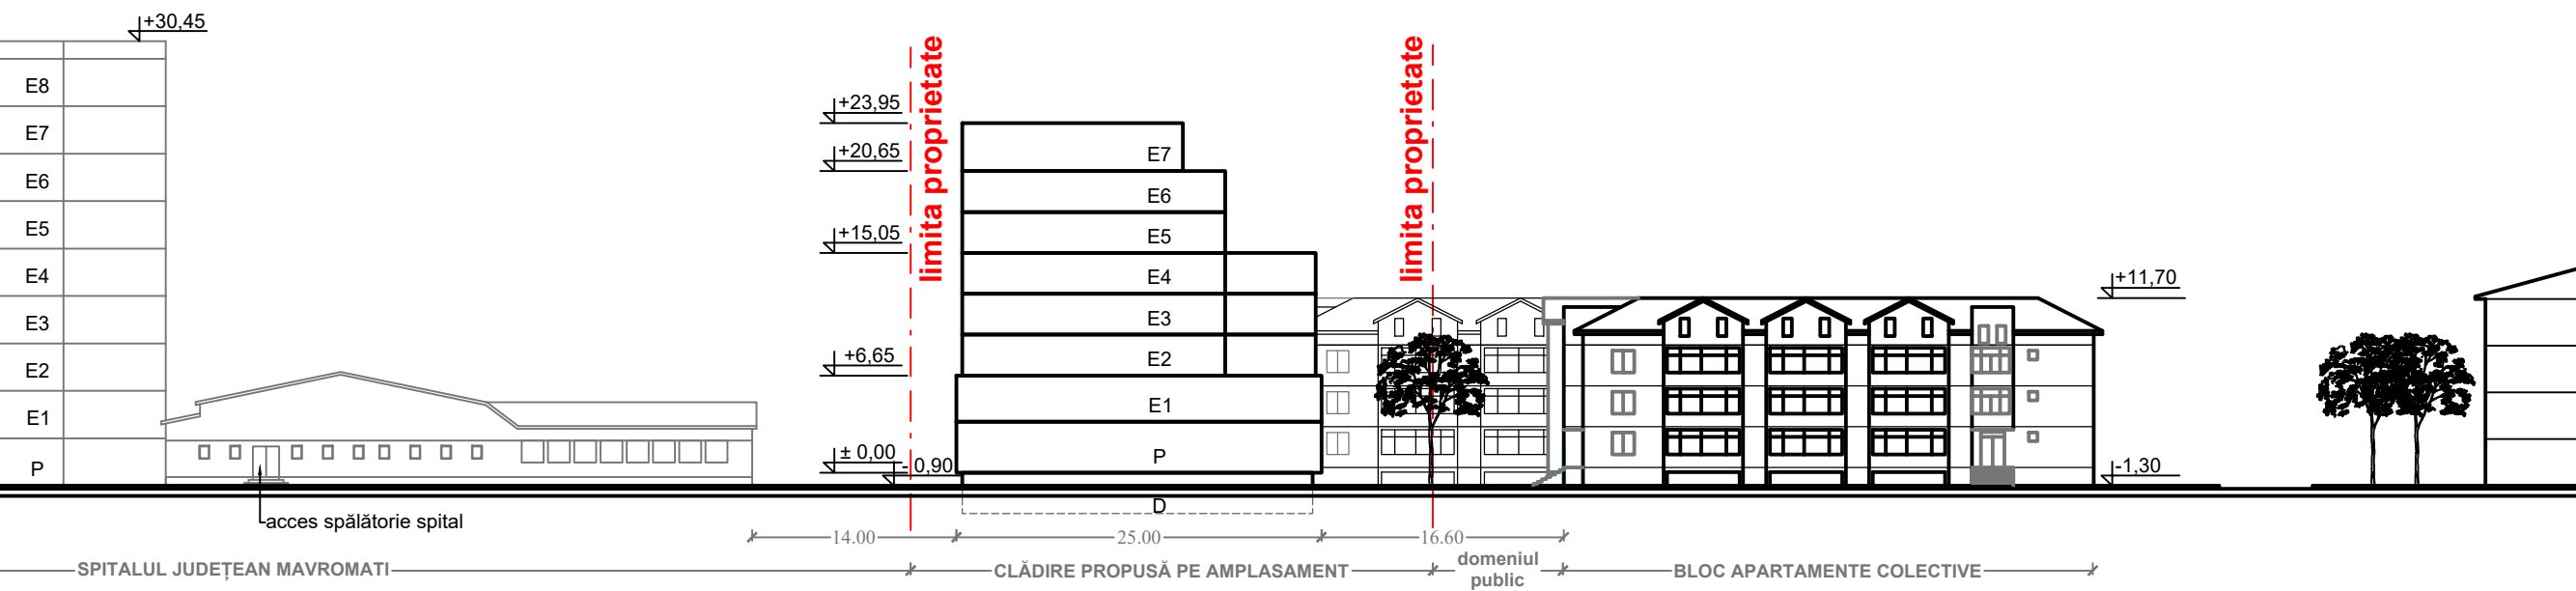 +30,45
E8
E7
E6
E5
E4
E3
E2
E1
P
acces spălătorie spital
limita proprietate
+23,95
+20,65
+15,05
+6,65
± 0,00
- 0,90
E7
E6
E5
E4
E3
E2
E1
P
D
limita proprietate
+11,70
-1,30
14.00
25.00
16.60
SPITALUL JUDEȚEAN MAVROMATI
CLĂDIRE PROPUSĂ PE AMPLASAMENT
domeniul
public
BLOC APARTAMENTE COLECTIVE